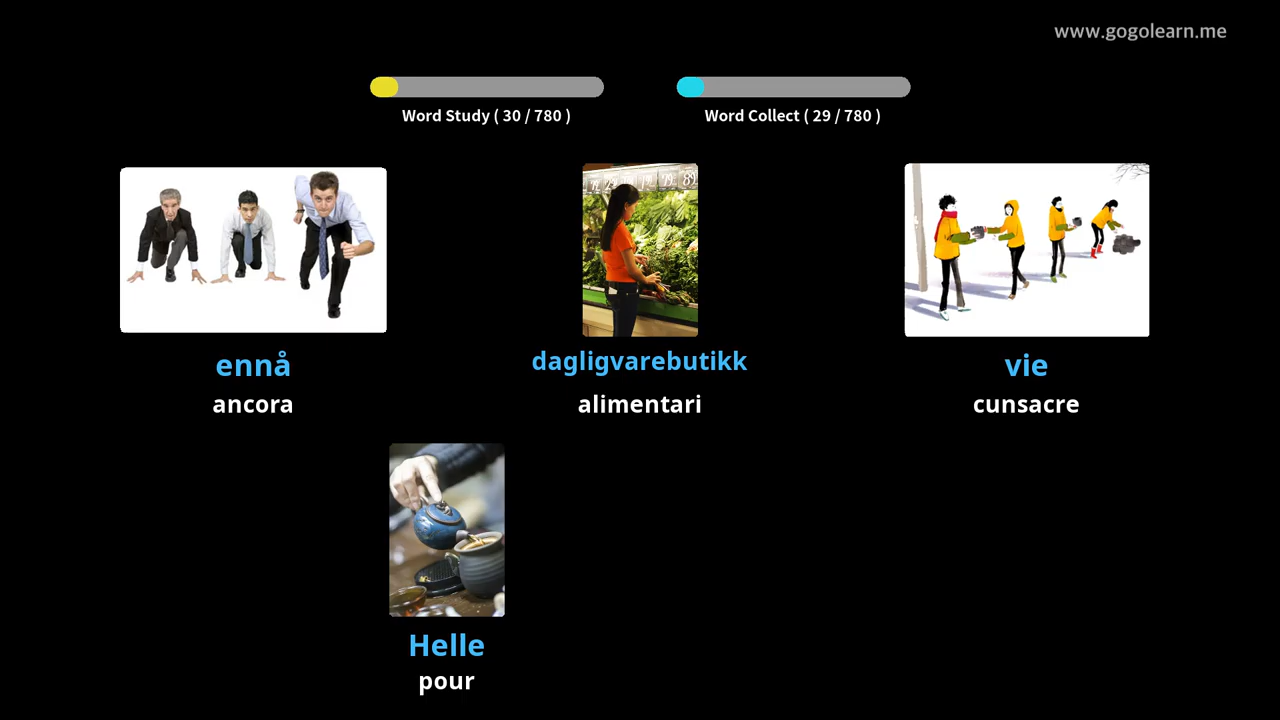 www.gogolearn.me
Word Study ( 30 / 780 )
Word Collect ( 29 / 780 )
ennå
dagligvarebutikk
vie
ancora
alimentari
cunsacre
Helle
pour